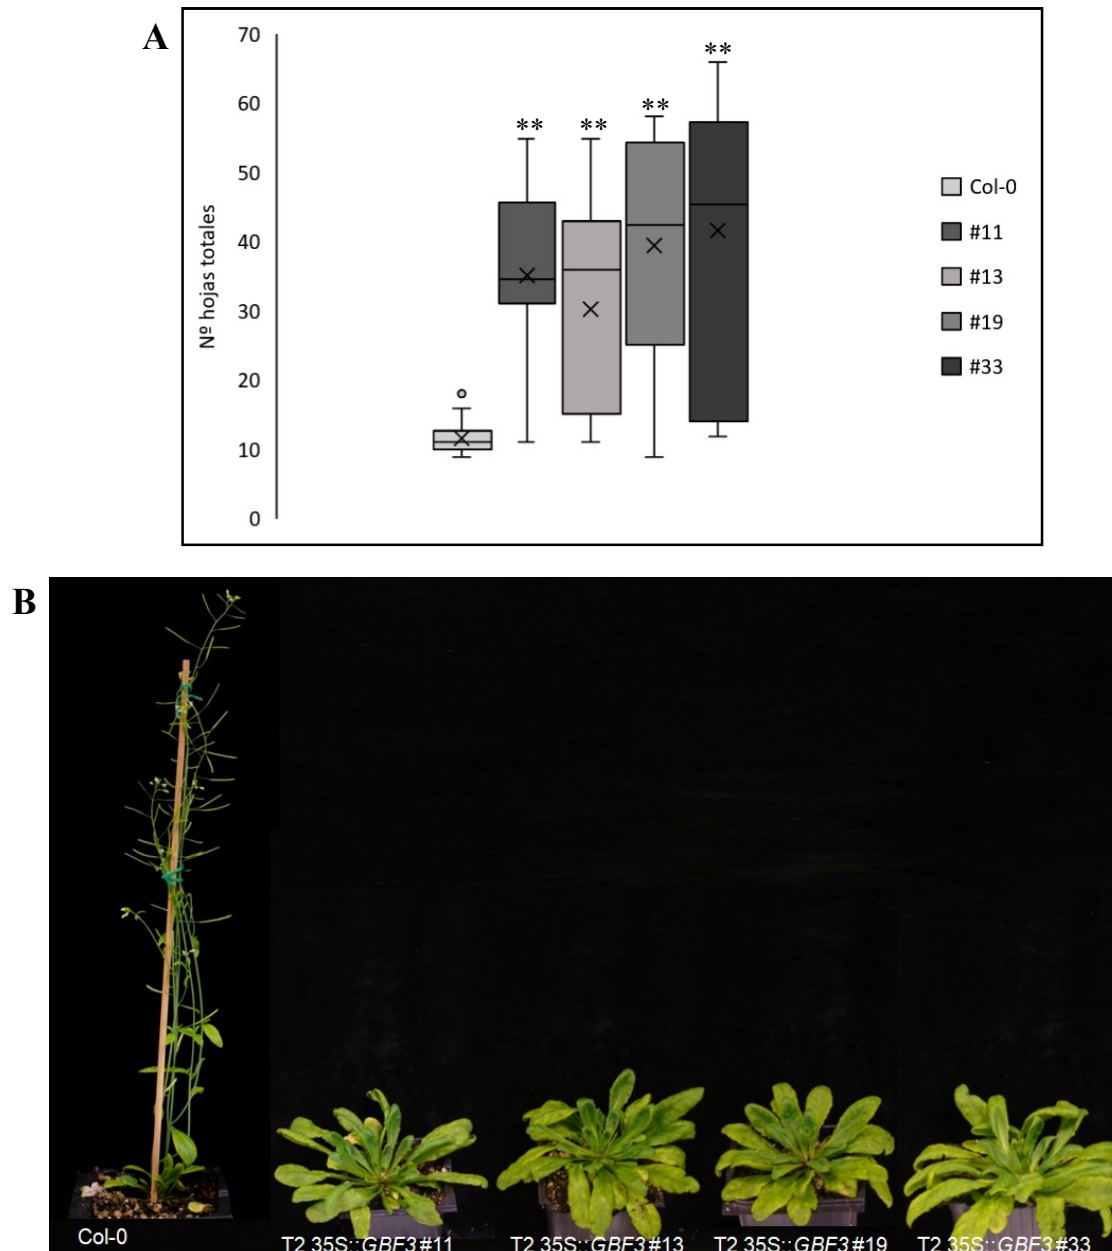 A
70
60
50
40
30
20
10
0
Nº hojas totales
**
**
**
**
Col-0
#11
#13
#19
#33
B
Col-0
T2 35S::GBF3 #11
T2 35S::GBF3 #13
T2 35S::GBF3 #19
T2 35S::GBF3 #33